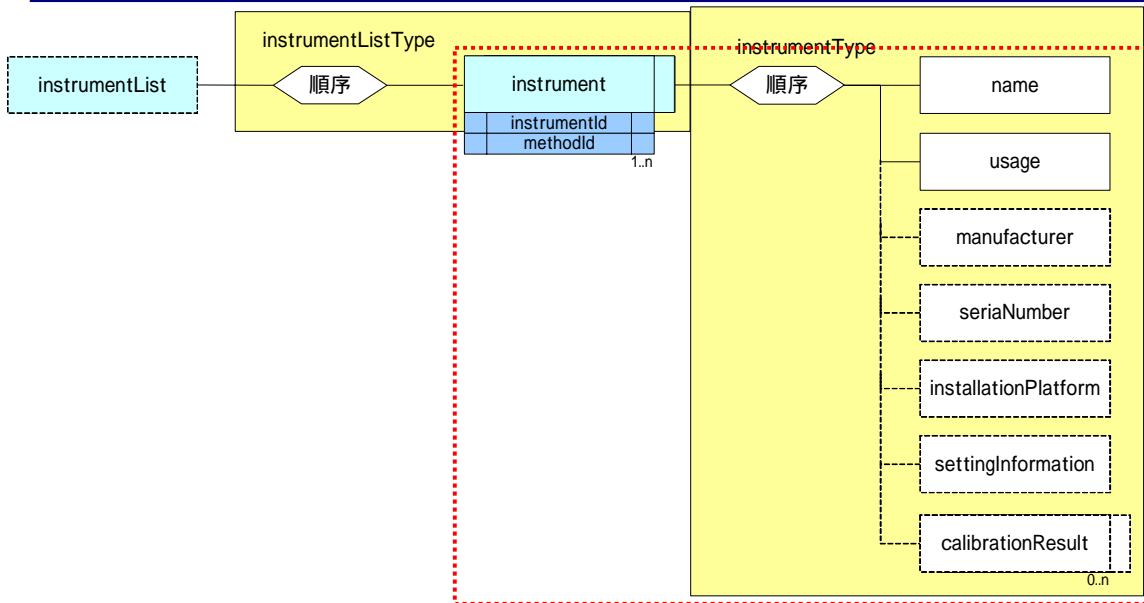 instrumentListType
instrumentType
instrumentList
順序
instrument
順序
name
instrumentId
methodId
1..n
usage
manufacturer
seriaNumber
installationPlatform
settingInformation
calibrationResult
0..n